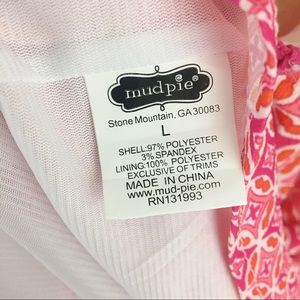 mudpie®
Stone Mountain, GA 30083
L
SHELL:97% POLYESTER
3% SPANDEX
LINING:100% POLYESTER
EXCLUSIVE OF TRIMS
MADE IN CHINA
www.mud-pie.com
RN131993